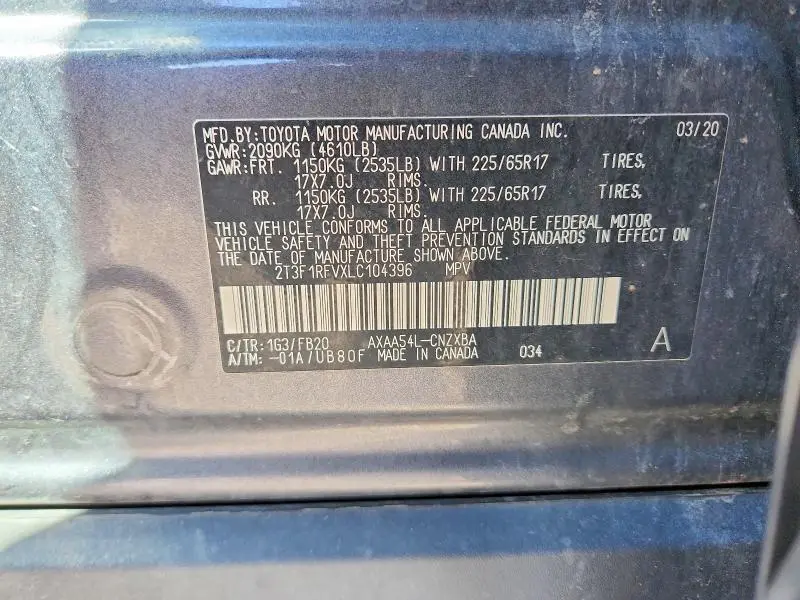 MFD.BY:TOYOTA MOTOR MANUFACTURING CANADA INC. 03/20
GVWR:2090KG (4610LB)
GAWR:FRT. 1150KG (2535LB) WITH 225/65R17 TIRES,
17X7.0J RIMS.
RR. 1150KG (2535LB) WITH 225/65R17 TIRES,
17X7.0J RIMS.
THIS VEHICLE CONFORMS TO ALL APPLICABLE FEDERAL MOTOR
VEHICLE SAFETY AND THEFT PREVENTION STANDARDS IN EFFECT ON
THE DATE OF MANUFACTURE SHOWN ABOVE.
2T3F1RFVXLC104396 MPV
C/TR:1G3/FB20 AXAA54L-CNZXBA
A/TM:-01A/UB80F MADE IN CANADA 034 A